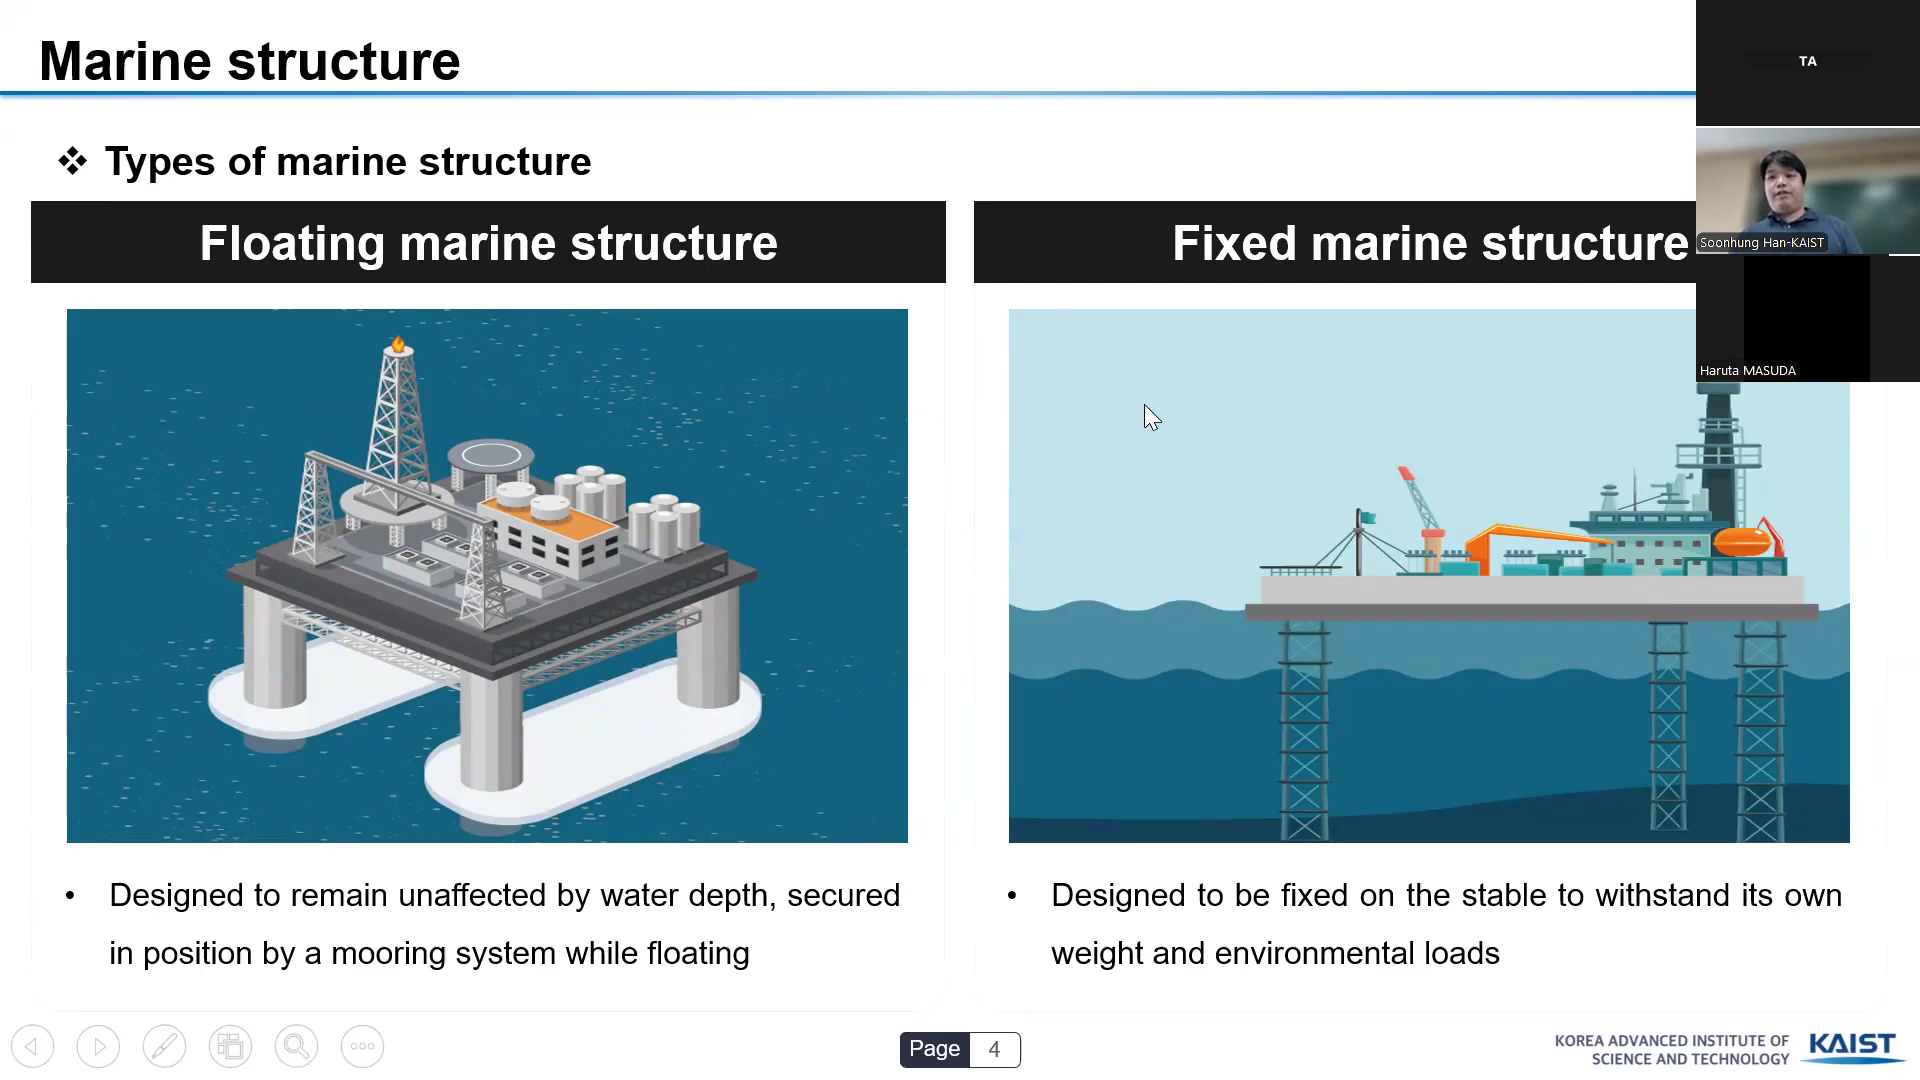 Marine structure
TA
❖ Types of marine structure
Floating marine structure
Fixed marine structure
Soonhung Han-KAIST
Haruta MASUDA
• Designed to remain unaffected by water depth, secured
in position by a mooring system while floating
• Designed to be fixed on the stable to withstand its own
weight and environmental loads
Page 4
KOREA ADVANCED INSTITUTE OF
SCIENCE AND TECHNOLOGY
KAIST